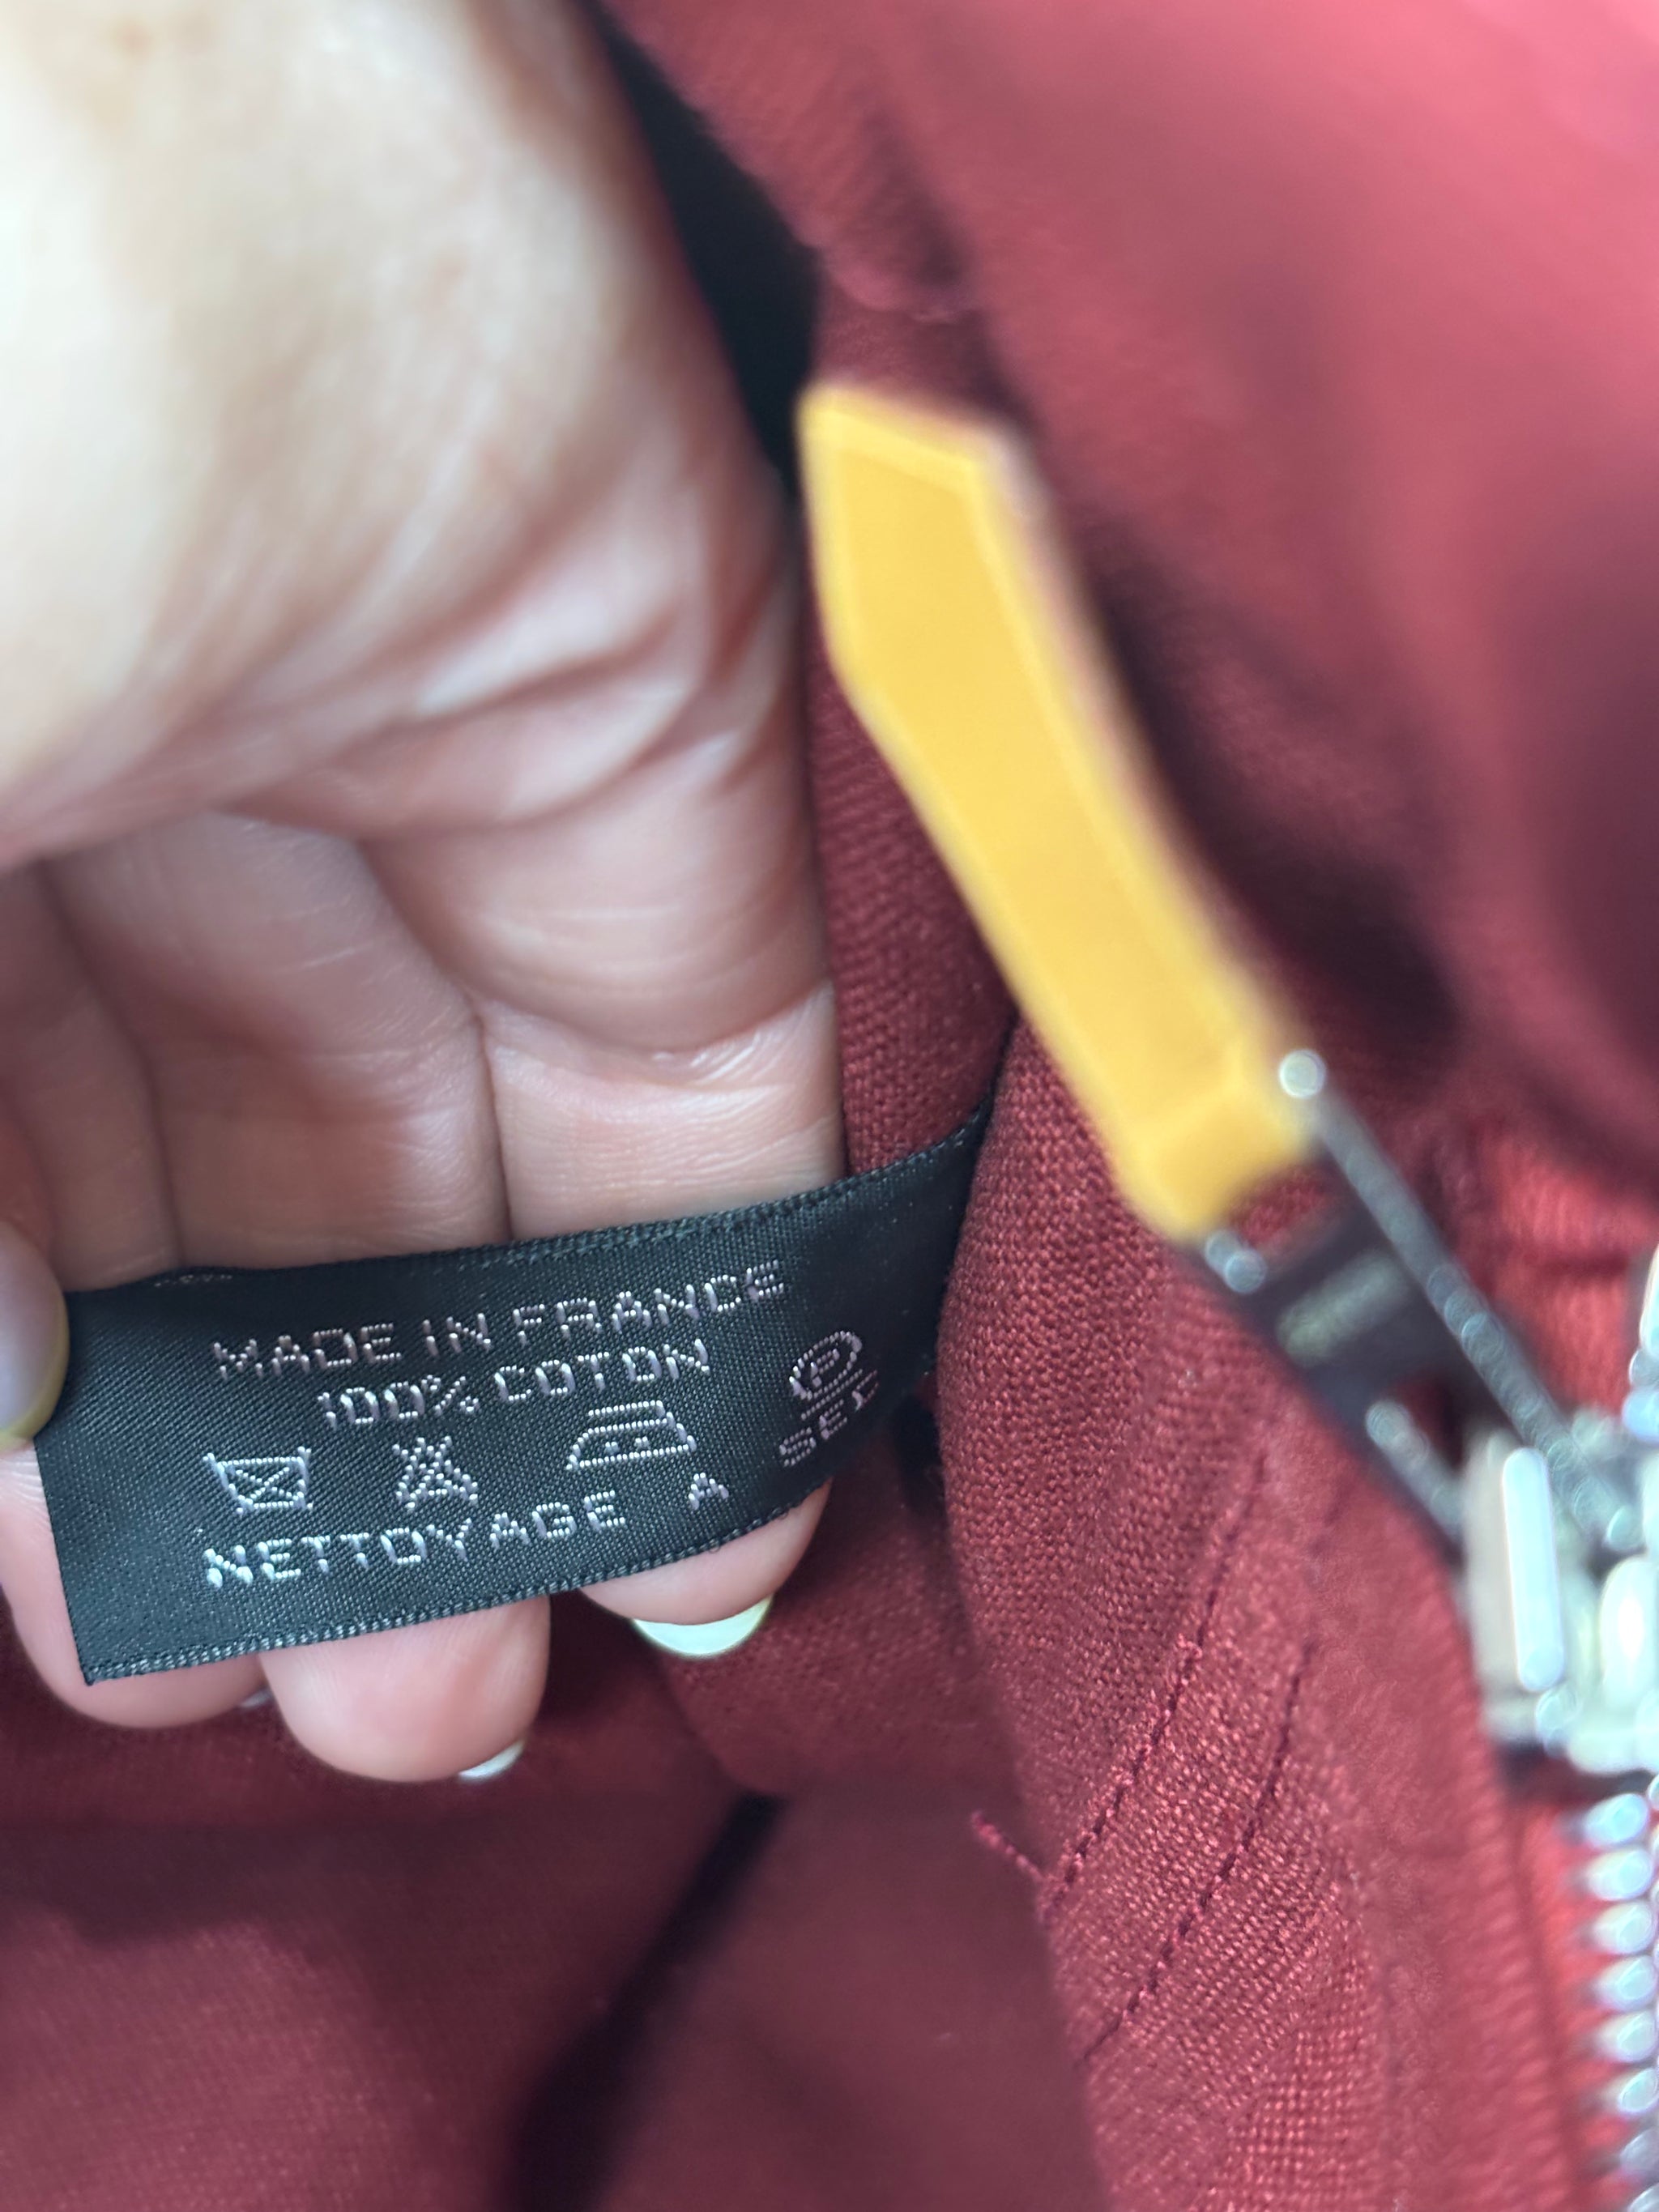 MADE IN FRANCE
100% COTON
P
NETTOYAGE A SEC